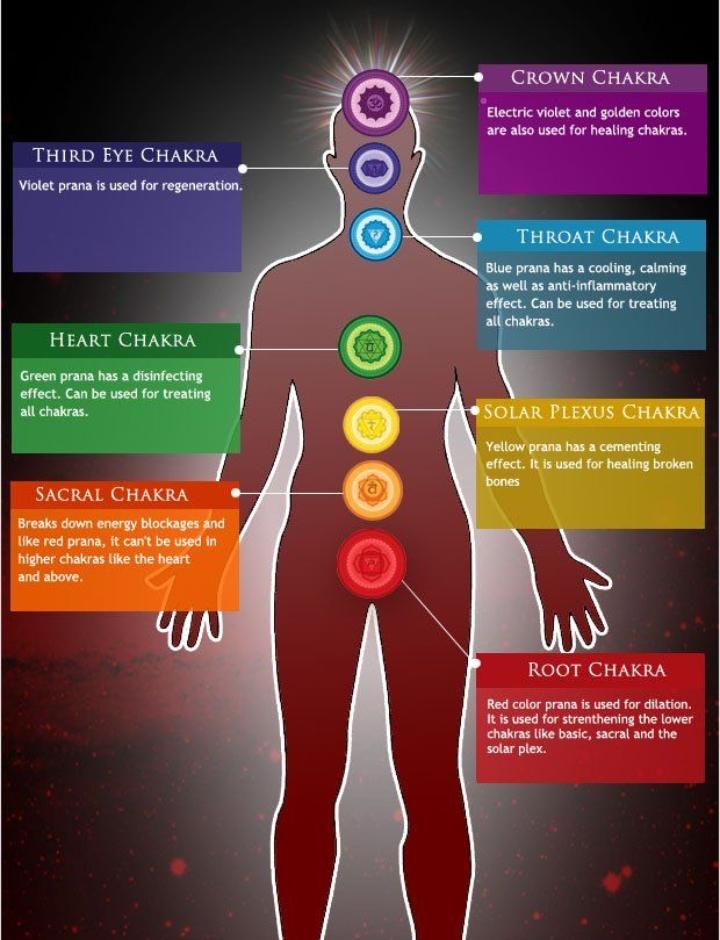 CROWN CHAKRA
Electric violet and golden colors
are also used for healing chakras.
THIRD EYE CHAKRA
Violet prana is used for regeneration.
THROAT CHAKRA
Blue prana has a cooling, calming
as well as anti-inflammatory
effect. Can be used for treating
all chakras.
HEART CHAKRA
Green prana has a disinfecting
effect. Can be used for treating
all chakras.
SOLAR PLEXUS CHAKRA
Yellow prana has a cementing
effect. It is used for healing broken
bones
SACRAL CHAKRA
Breaks down energy blockages and
like red prana, it can't be used in
higher chakras like the heart
and above.
ROOT CHAKRA
Red color prana is used for dilation.
It is used for strenthening the lower
chakras like basic, sacral and the
solar plex.